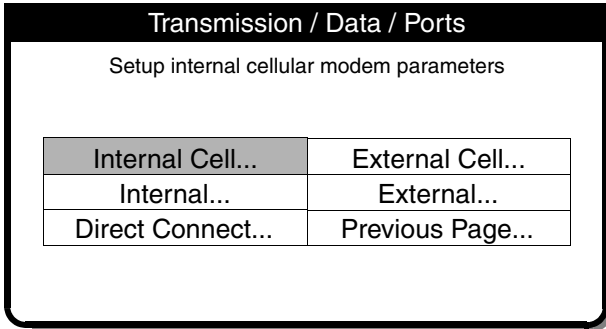 Transmission / Data / Ports
Setup internal cellular modem parameters
Internal Cell... External Cell...
Internal... External...
Direct Connect... Previous Page...